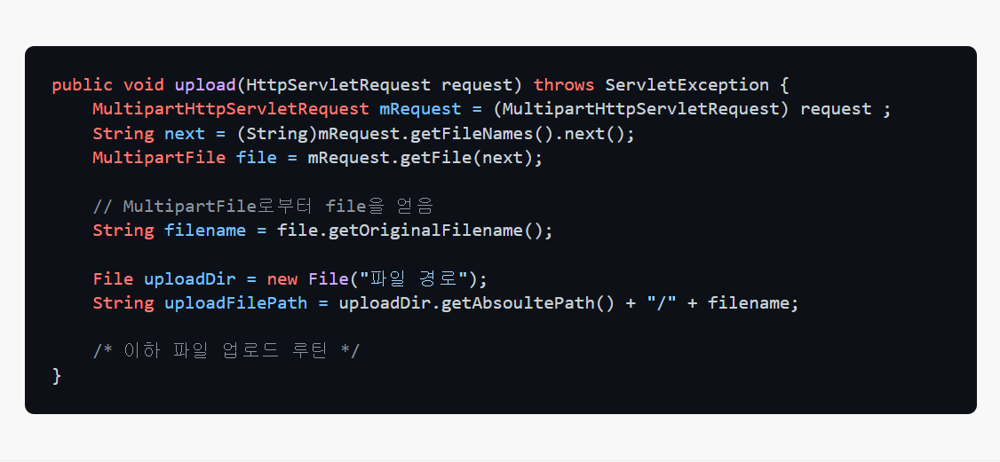 public void upload(HttpServletRequest request) throws ServletException {
MultipartHttpServletRequest mRequest = (MultipartHttpServletRequest) request ;
String next = (String)mRequest.getFileNames().next();
MultipartFile file = mRequest.getFile(next);
// MultipartFile로부터 file을 얻음
String filename = file.getOriginalFilename();
File uploadDir = new File("파일 경로");
String uploadFilePath = uploadDir.getAbsoultePath() + "/" + filename;
/* 이하 파일 업로드 루틴 */
}